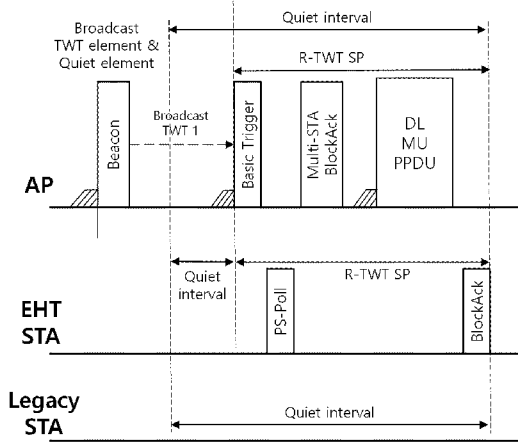 Quiet interval
Broadcast
TWT element &
Quiet element
R-TWT SP
Broadcast
TWT 1
Beacon
Basic Trigger
Multi-STA
BlockAck
DL
MU
PPDU
AP
Quiet
interval
R-TWT SP
EHT
STA
PS-Poll
BlockAck
Legacy
STA
Quiet interval